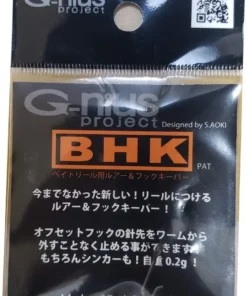 G-nius
project
G-nius
project
Designed by S.AOKI
BHK
PAT.
ベイトリール用ルアー&フックキーパー
今までなかった新しい!リールにつける
ルアー&フックキーパー!
オフセットフックの針先をワームから
外すことなく止める事ができます!
もちろんシンカーも!自重0.2g!